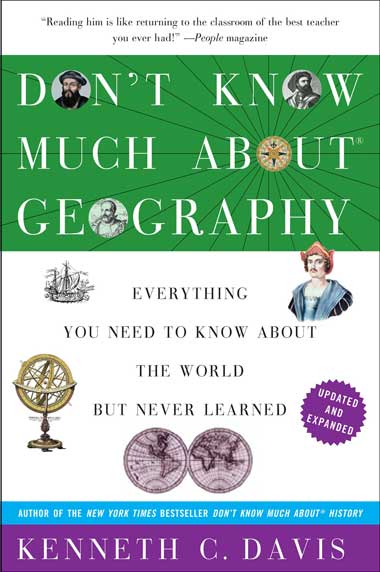 “Reading him is like returning to the classroom of the best teacher
you ever had!” —People magazine
DON’T KNOW
MUCH ABOUT®
GEOGRAPHY
EVERYTHING
YOU NEED TO KNOW ABOUT
THE WORLD
BUT NEVER LEARNED
UPDATED
AND
EXPANDED
AUTHOR OF THE NEW YORK TIMES BESTSELLER DON’T KNOW MUCH ABOUT® HISTORY
KENNETH C. DAVIS